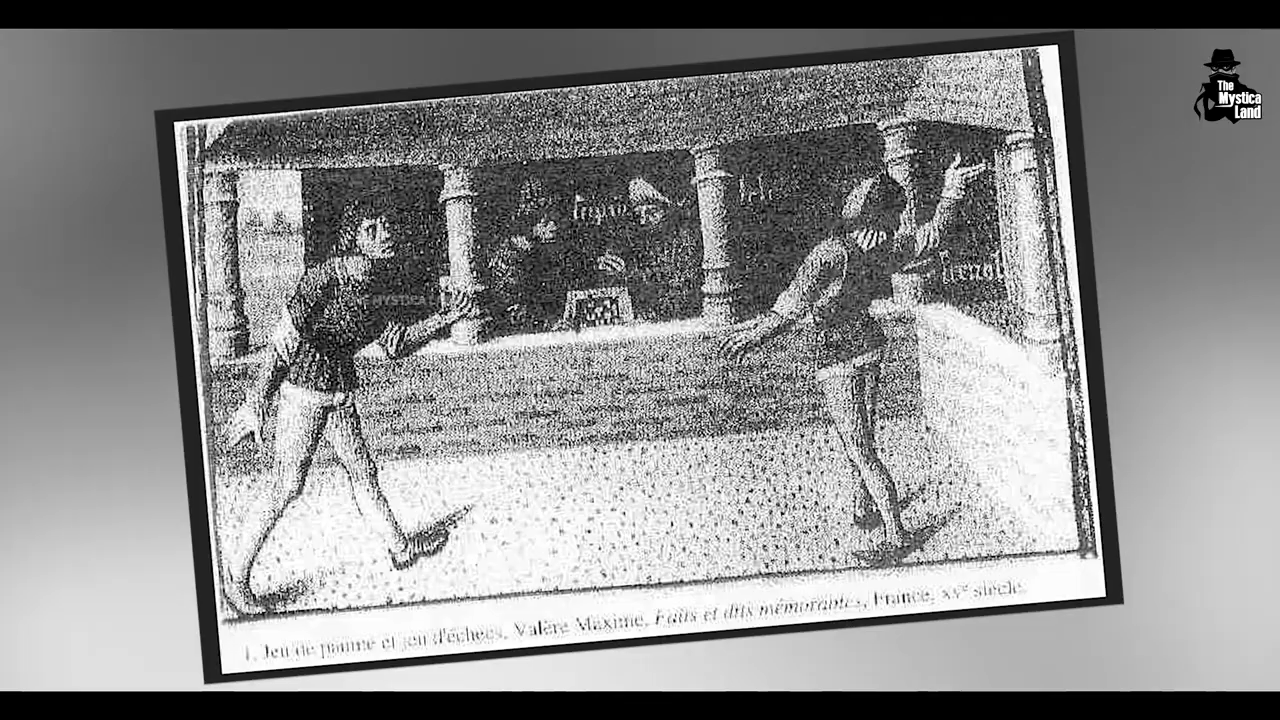 The
Mystica
Land
1. Jeu de paume et jeu d'échecs. Valère Maxime, Faits et dits mémorables, France, XVe siècle.